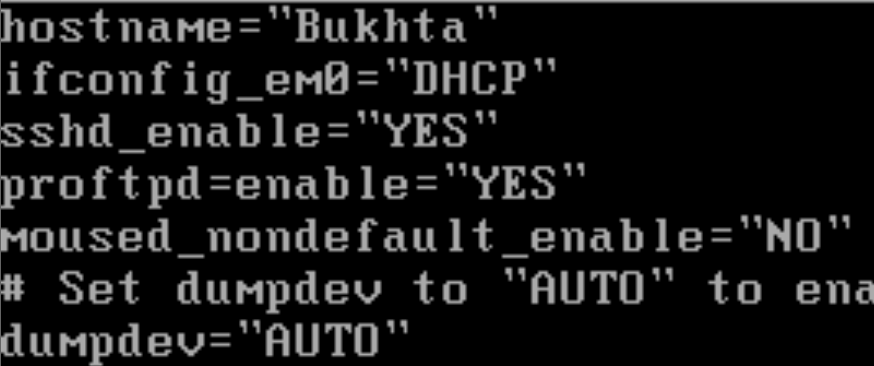 hostname="Bukhta"
ifconfig_em0="DHCP"
sshd_enable="YES"
proftpd=enable="YES"
moused_nondefault_enable="NO"
# Set dumpdev to "AUTO" to ena
dumpdev="AUTO"